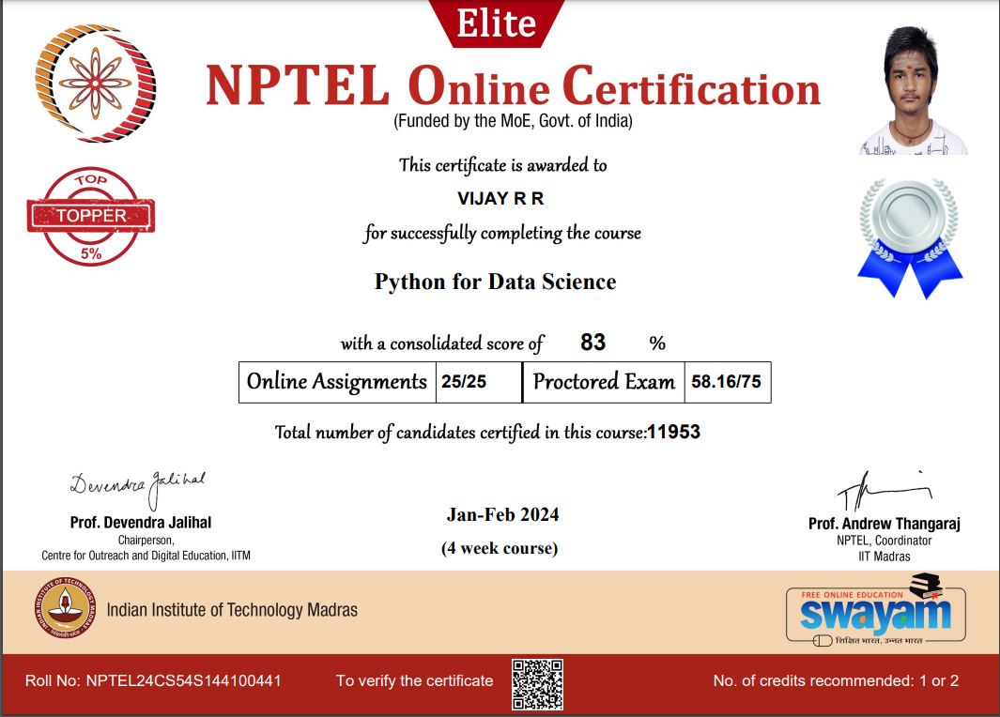 Elite
NPTEL Online Certification
(Funded by the MoE, Govt. of India)
This certificate is awarded to
VIJAY R R
for successfully completing the course
TOP
TOPPER
5%
Python for Data Science
with a consolidated score of 83 %
Online Assignments 25/25 Proctored Exam 58.16/75
Total number of candidates certified in this course:11953
Devendra Jalihal
Prof. Devendra Jalihal
Chairperson,
Centre for Outreach and Digital Education, IITM
Jan-Feb 2024
(4 week course)
Prof. Andrew Thangaraj
NPTEL, Coordinator
IIT Madras
INDIAN INSTITUTE OF TECHNOLOGY MADRAS
Indian Institute of Technology Madras
FREE ONLINE EDUCATION
swayam
शिक्षित भारत, उन्नत भारत
Roll No: NPTEL24CS54S144100441
To verify the certificate
No. of credits recommended: 1 or 2